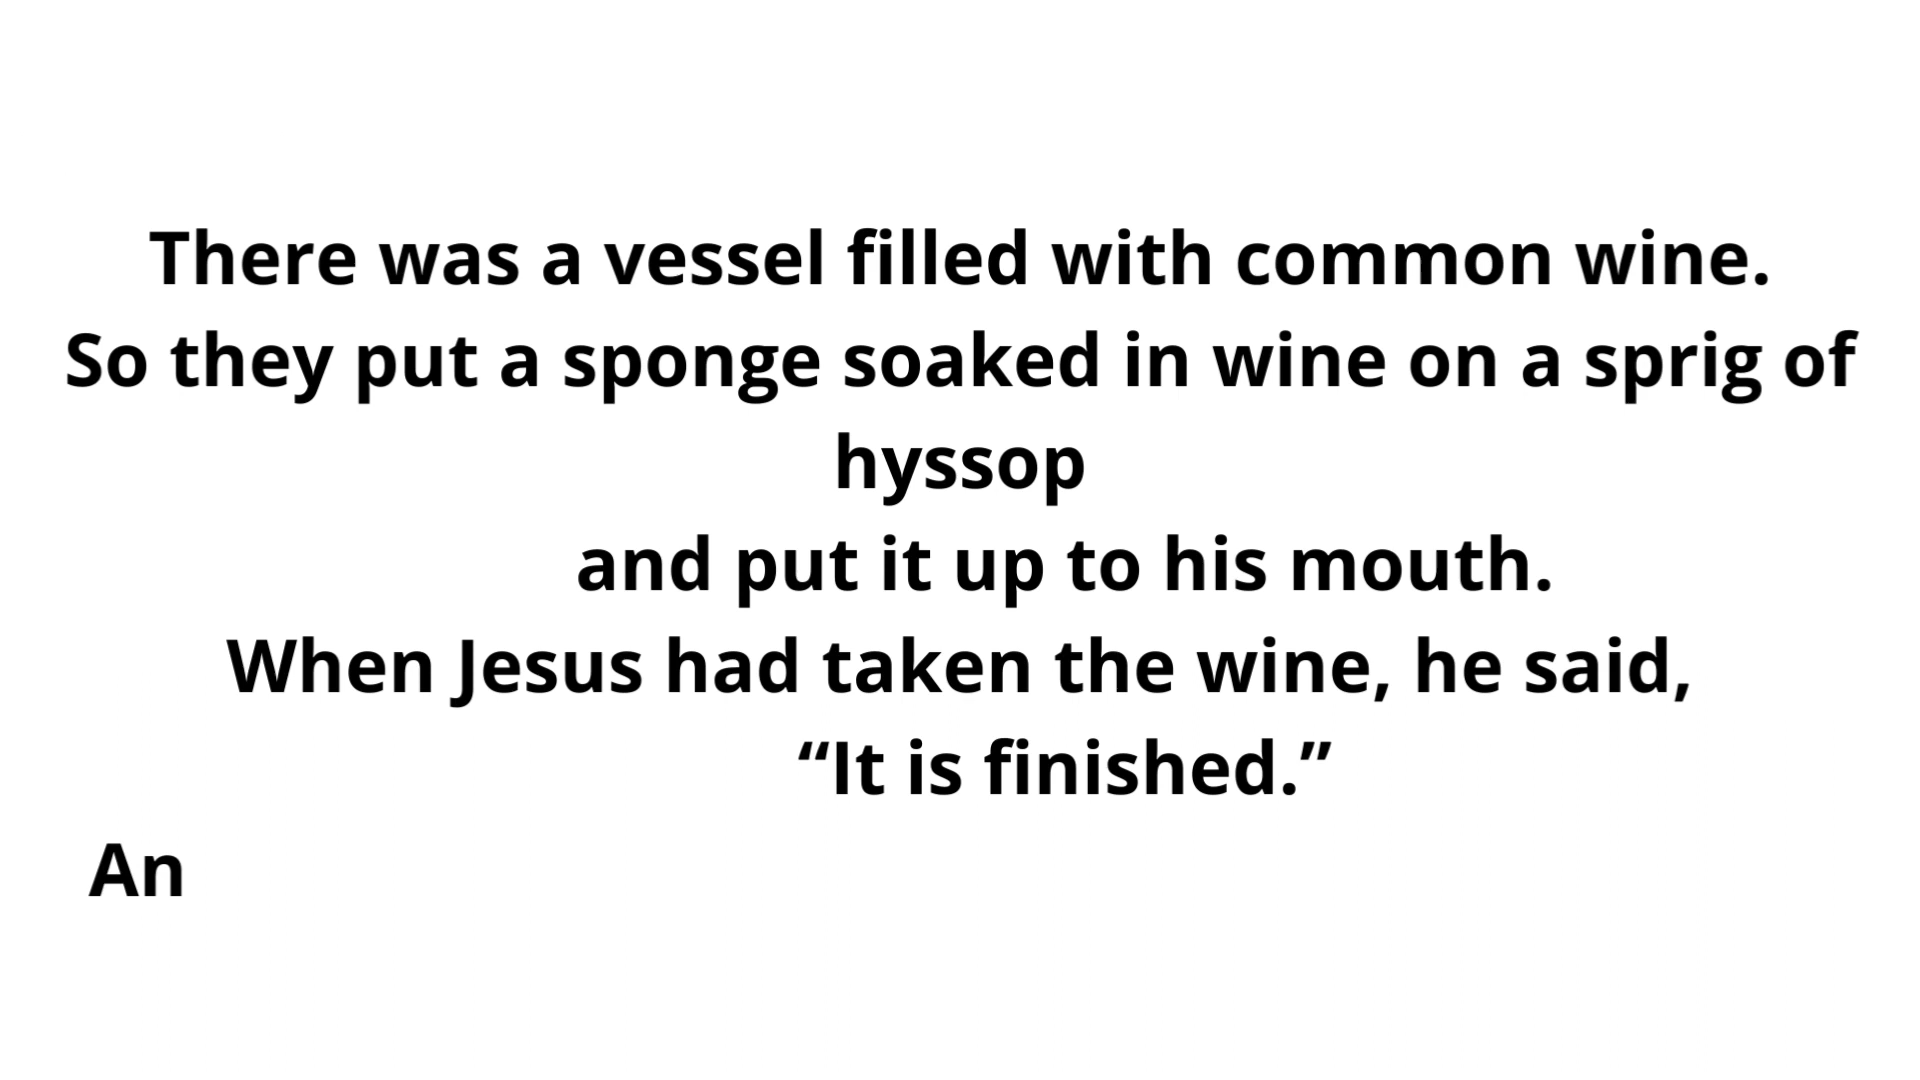 There was a vessel filled with common wine.
So they put a sponge soaked in wine on a sprig of
hyssop
and put it up to his mouth.
When Jesus had taken the wine, he said,
“It is finished.”
An